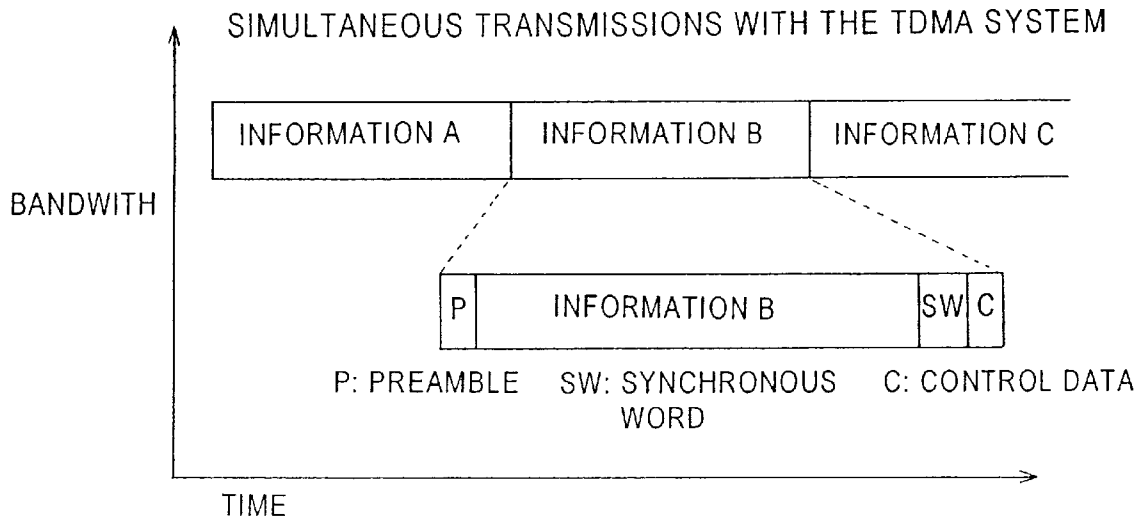 SIMULTANEOUS TRANSMISSIONS WITH THE TDMA SYSTEM
INFORMATION A INFORMATION B INFORMATION C
BANDWITH
P INFORMATION B SW C
P: PREAMBLE SW: SYNCHRONOUS C: CONTROL DATA
WORD
TIME